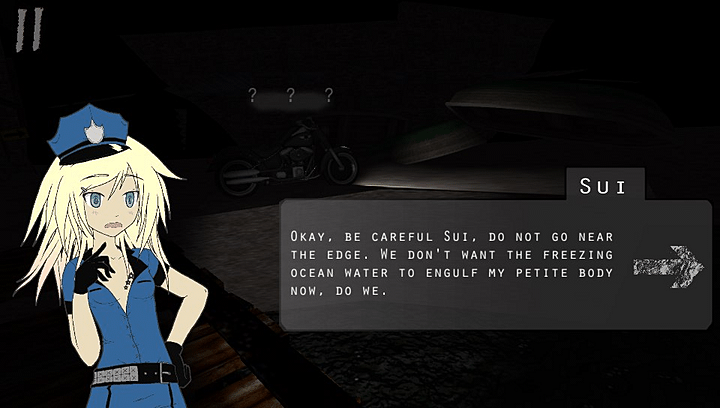 ? ? ?
Sui
Okay, be careful Sui, do not go near
the edge. We don't want the freezing
ocean water to engulf my petite body
now, do we.